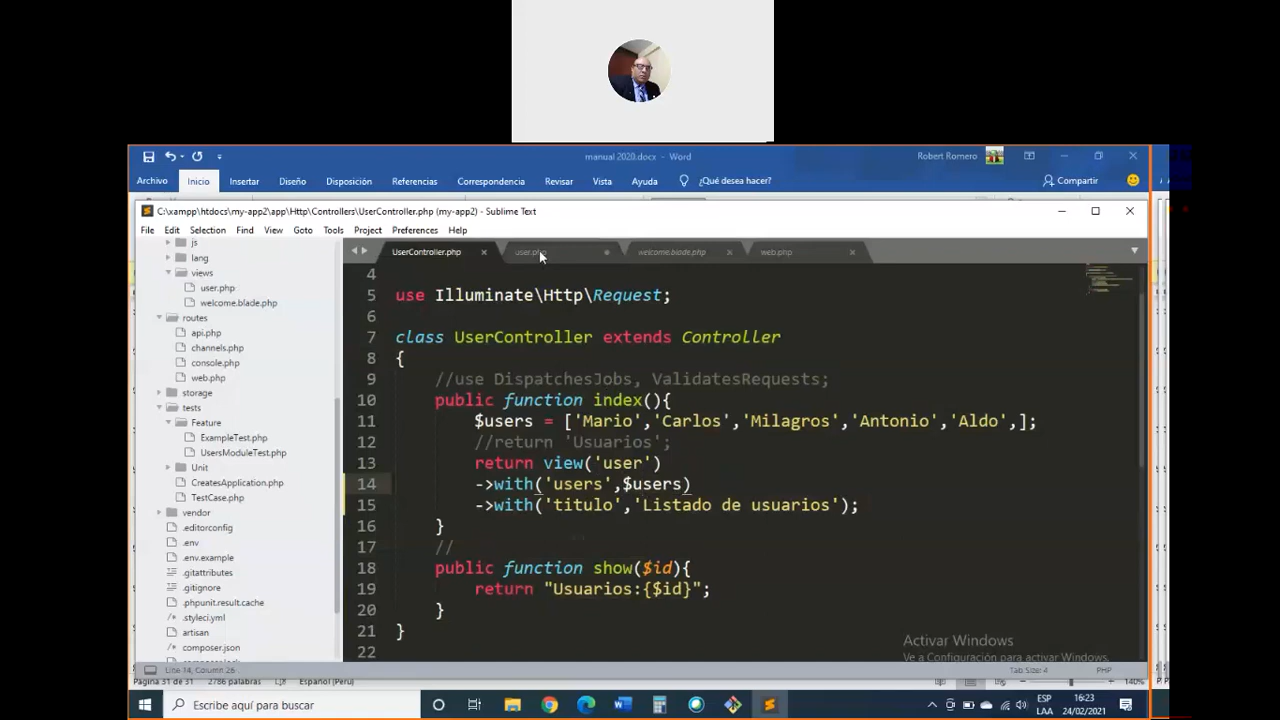 manual 2020.docx - Word
Robert Romero
Archivo Inicio Insertar Diseño Disposición Referencias Correspondencia Revisar Vista Ayuda ¿Qué desea hacer? Compartir
C:\xampp\htdocs\my-app2\app\Http\Controllers\UserController.php (my-app2) - Sublime Text
File Edit Selection Find View Goto Tools Project Preferences Help
js
lang
views
user.php
welcome.blade.php
routes
api.php
channels.php
console.php
web.php
storage
tests
Feature
ExampleTest.php
UsersModuleTest.php
Unit
CreatesApplication.php
TestCase.php
vendor
.editorconfig
.env
.env.example
.gitattributes
.gitignore
.phpunit.result.cache
.styleci.yml
artisan
composer.json
UserController.php user.php welcome.blade.php web.php
4
5 use Illuminate\Http\Request;
6
7 class UserController extends Controller
8 {
9 //use DispatchesJobs, ValidatesRequests;
10 public function index(){
11 $users = ['Mario','Carlos','Milagros','Antonio','Aldo',];
12 //return 'Usuarios';
13 return view('user')
14 ->with('users',$users)
15 ->with('titulo','Listado de usuarios');
16 }
17 //
18 public function show($id){
19 return "Usuarios:{$id}";
20 }
21 }
22
Activar Windows
Ve a Configuración para activar Windows.
Line 14, Column 26 Tab Size: 4 PHP
Página 31 de 31 2786 palabras Español (Perú) 140%
Escribe aquí para buscar
ESP
LAA
16:23
24/02/2021